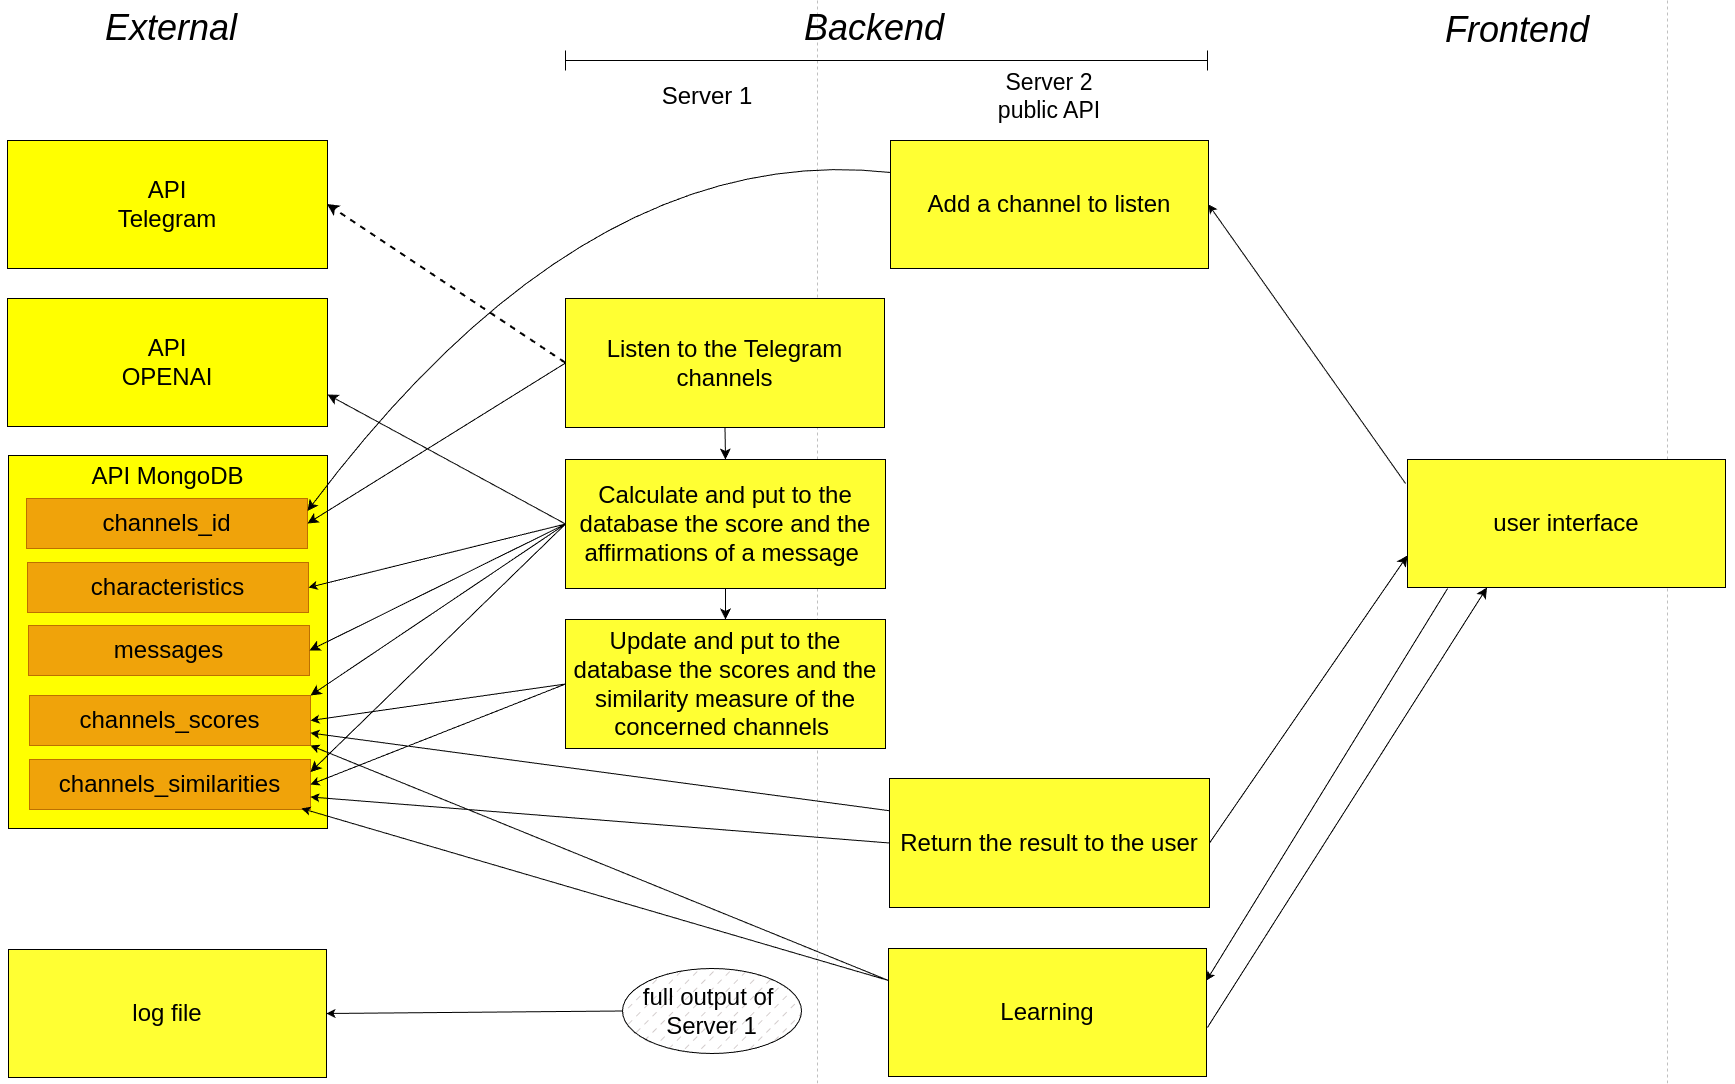 External
Backend
Frontend
Server 1
Server 2
public API
API
Telegram
Add a channel to listen
API
OPENAI
Listen to the Telegram
channels
API MongoDB
channels_id
characteristics
messages
channels_scores
channels_similarities
Calculate and put to the
database the score and the
affirmations of a message
user interface
Update and put to the
database the scores and the
similarity measure of the
concerned channels
Return the result to the user
log file
full output of
Server 1
Learning